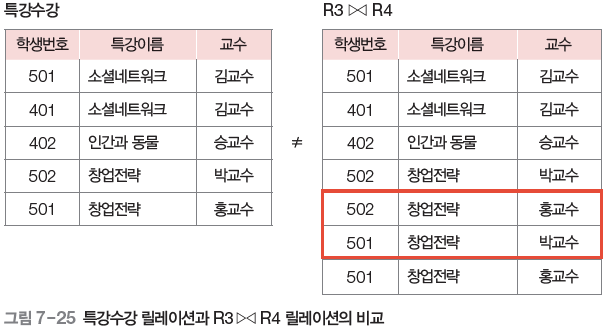 특강수강
학생번호 특강이름 교수
501 소셜네트워크 김교수
401 소셜네트워크 김교수
402 인간과 동물 승교수
502 창업전략 박교수
501 창업전략 홍교수
≠
R3 ⋈ R4
학생번호 특강이름 교수
501 소셜네트워크 김교수
401 소셜네트워크 김교수
402 인간과 동물 승교수
502 창업전략 박교수
502 창업전략 홍교수
501 창업전략 박교수
501 창업전략 홍교수
그림 7-25 특강수강 릴레이션과 R3 ⋈ R4 릴레이션의 비교